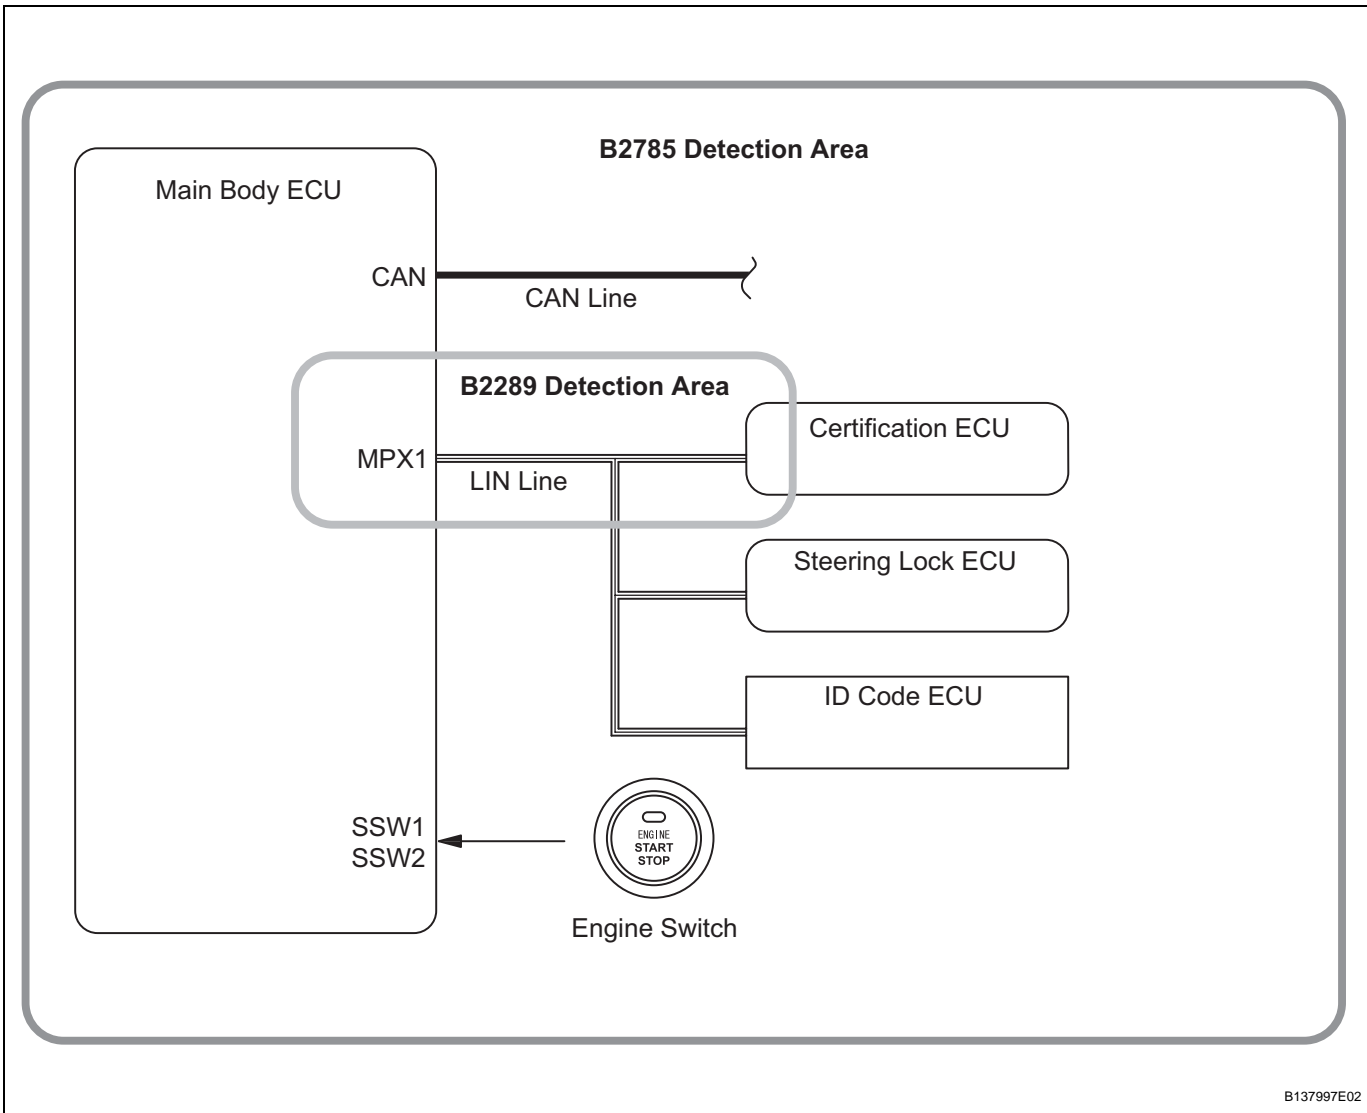 B2785 Detection Area
Main Body ECU
CAN
CAN Line
B2289 Detection Area
Certification ECU
MPX1
LIN Line
Steering Lock ECU
ID Code ECU
SSW1
SSW2
ENGINE
START
STOP
Engine Switch
B137997E02